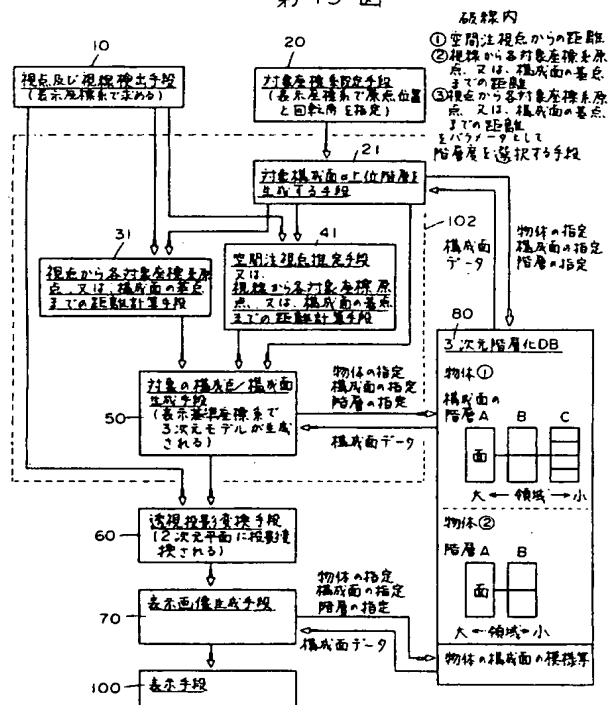 第 15 図
10
視点及び視線検出手段
(表示座標系で求める)
20
対象座標系設定手段
(表示座標系で原点位置
と回転角を指定)
破線内
①空間注視点からの距離
②視線から各対象座標系原
点、又は、構成面の基点
までの距離
③視点から各対象座標系原
点、又は、構成面の基点
までの距離
をパラメータとして
階層度を選択する手段
21
対象構成面の上位階層を
生成する手段
102
31
視点から各対象座標系原
点、又は、構成面の基点
までの距離計算手段
41
空間注視点推定手段
又は、
視線から各対象座標系原
点、又は、構成面の基点
までの距離計算手段
構成面
データ
物体の指定
構成面の指定
階層の指定
50
対象の構成点/構成面
生成手段
(表示基準座標系で
3次元モデルが生成
される)
物体の指定
構成面の指定
階層の指定
構成面データ
80
3次元階層化DB
物体①
構成面の
階層 A B C
面
大 ← 領域 → 小
物体②
階層 A B
面
大 ← 領域 → 小
物体の構成面の模様等
60
透視投影変換手段
(2次元平面に投影変
換される)
70
表示画像生成手段
物体の指定
構成面の指定
階層の指定
構成面データ
100
表示手段